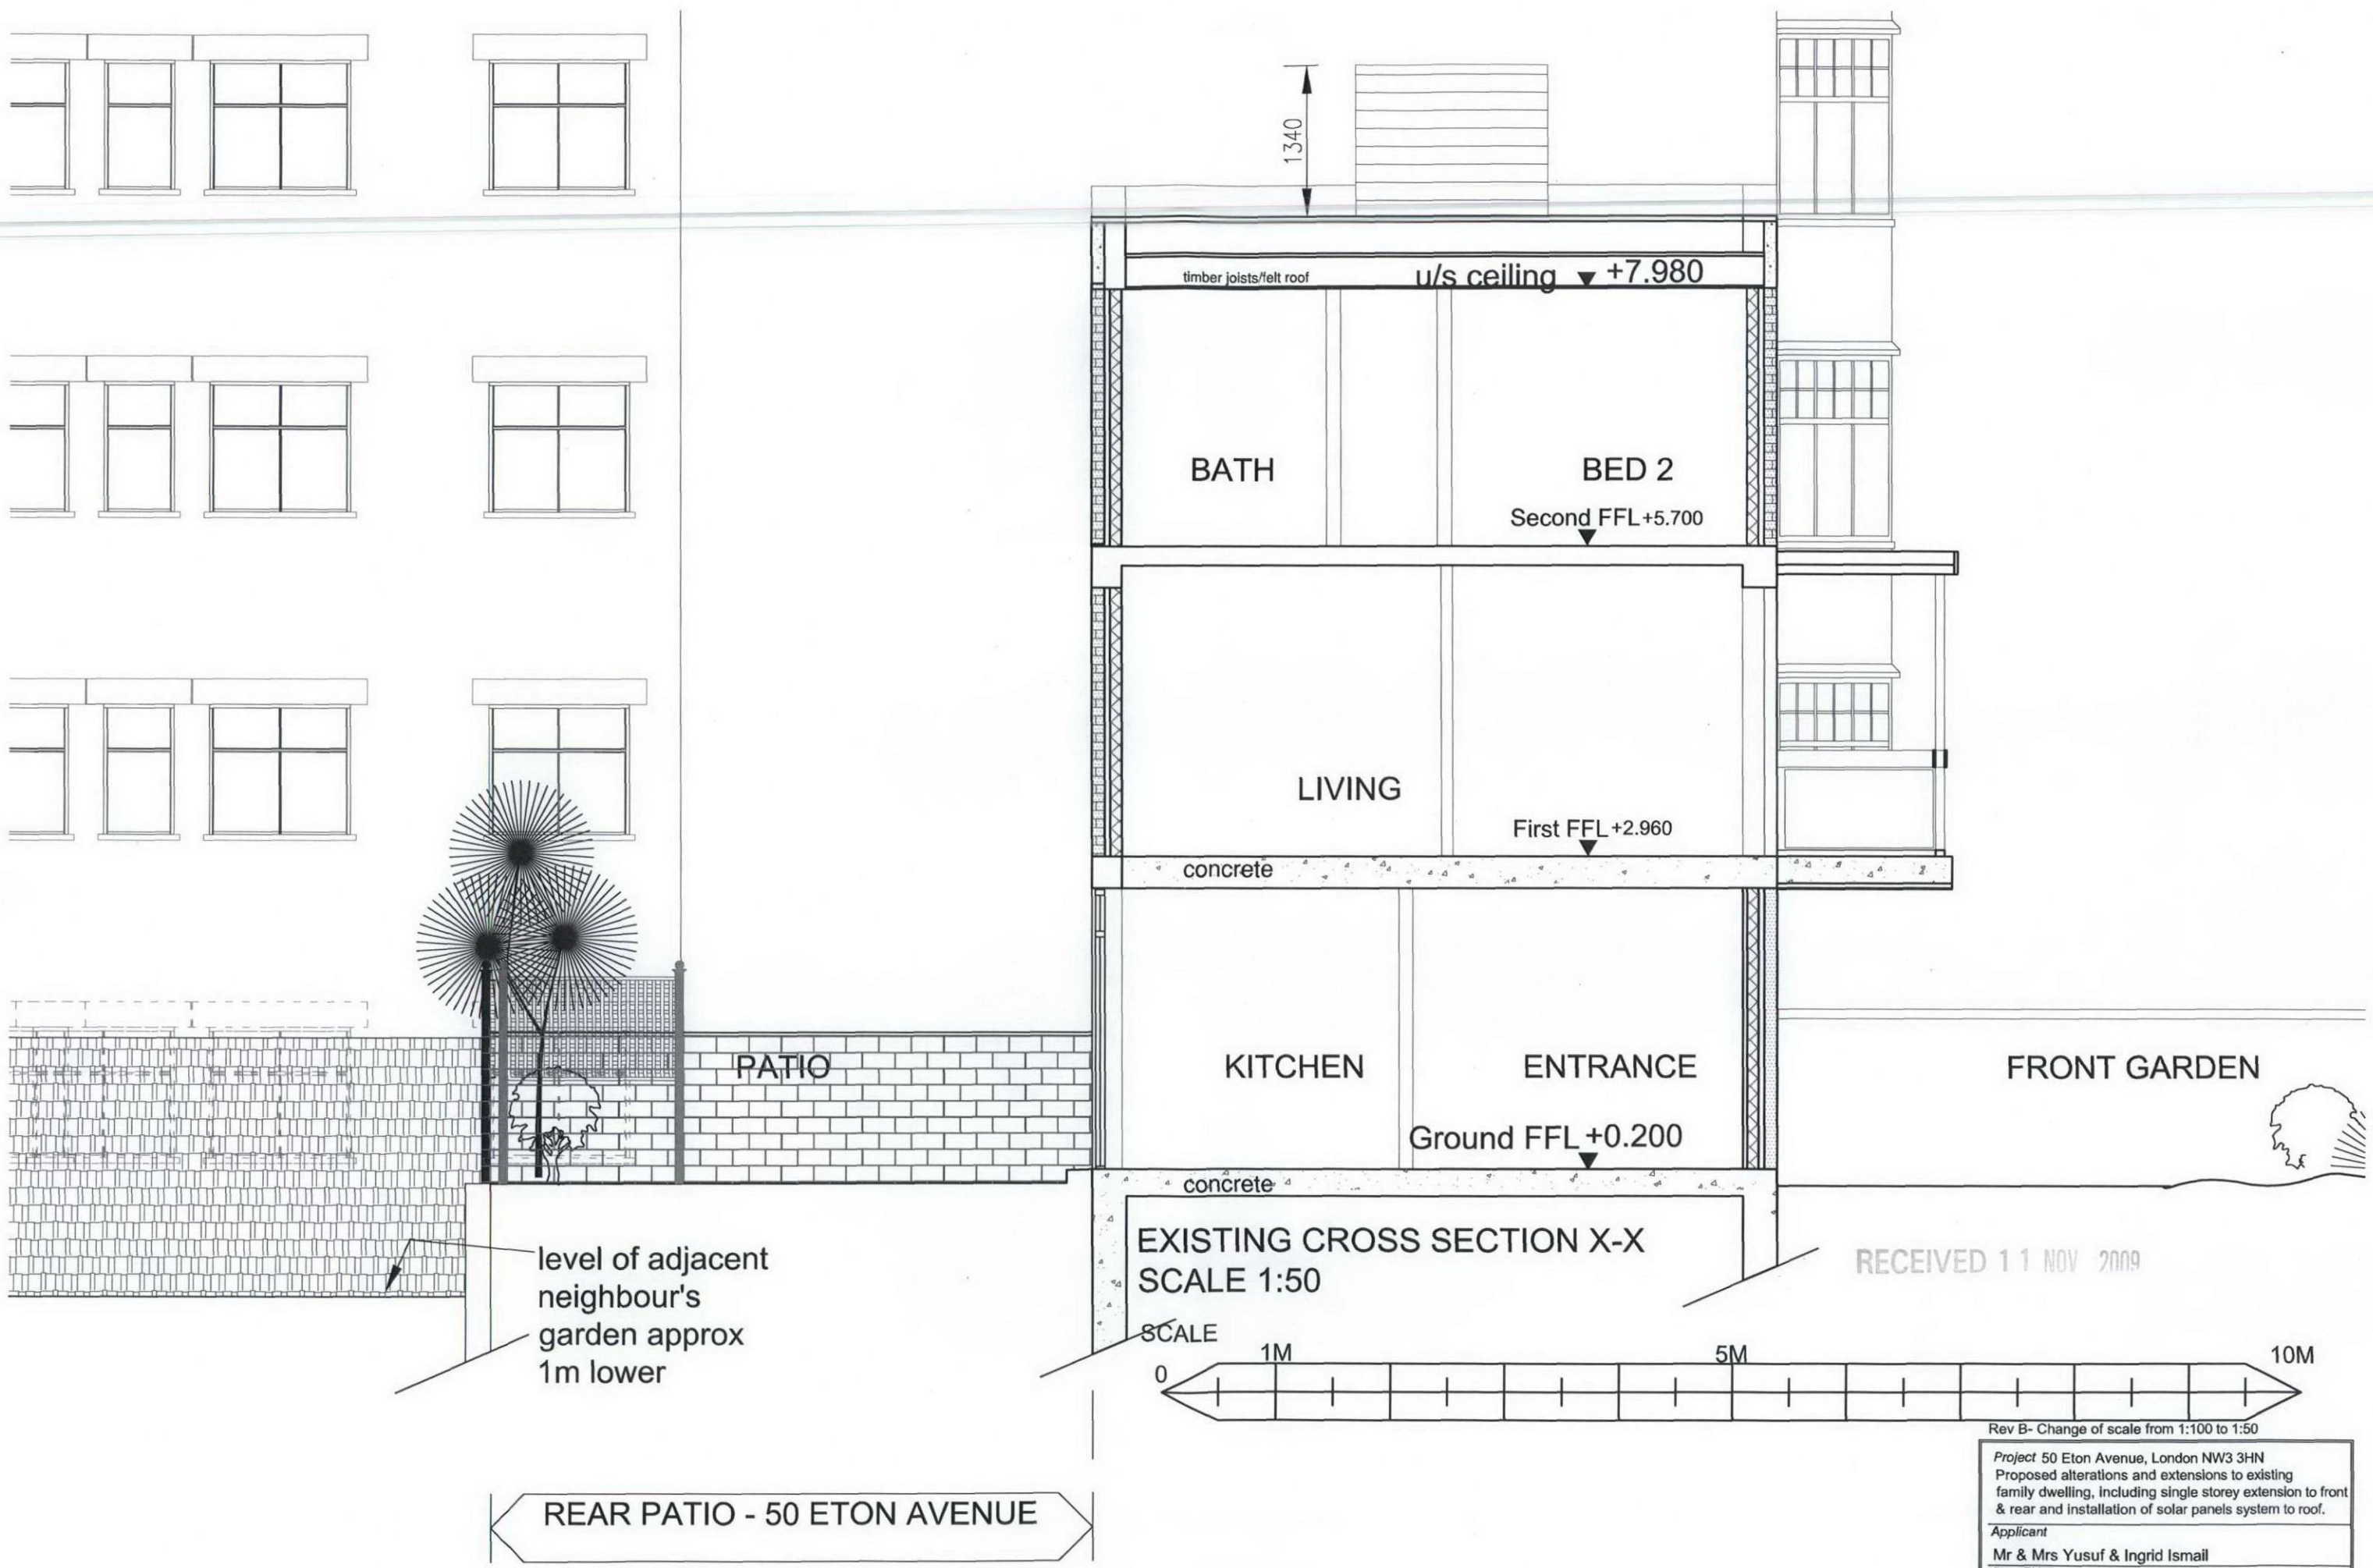 1340
timber joists/felt roof
u/s ceiling +7.980
BATH
BED 2
Second FFL+5.700
LIVING
First FFL+2.960
concrete
PATIO
KITCHEN
ENTRANCE
FRONT GARDEN
Ground FFL+0.200
concrete
level of adjacent
neighbour's
garden approx
1m lower
EXISTING CROSS SECTION X-X
SCALE 1:50
RECEIVED 11 NOV 2009
SCALE
0
1M
5M
10M
Rev B- Change of scale from 1:100 to 1:50
Project 50 Eton Avenue, London NW3 3HN
Proposed alterations and extensions to existing
family dwelling, including single storey extension to front
& rear and installation of solar panels system to roof.
Applicant
Mr & Mrs Yusuf & Ingrid Ismail
REAR PATIO - 50 ETON AVENUE